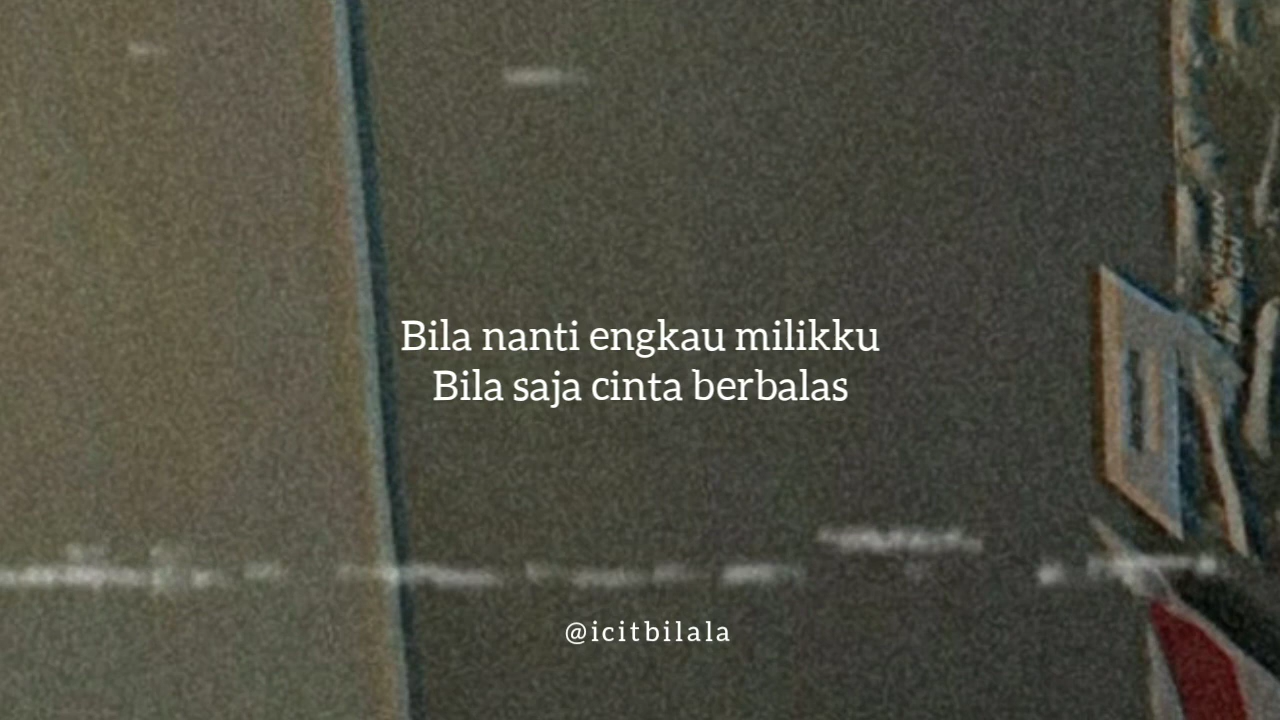 Bila nanti engkau milikku
Bila saja cinta berbalas
@icitbilala